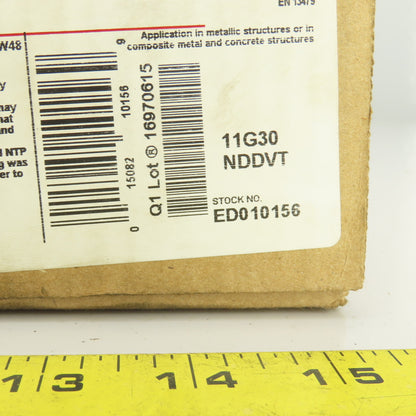 EN 13479
Application in metallic structures or in
composite metal and concrete structures
W48
y
may
hat
and
d NTP
g was
er to
0 15082 10156 9
Q1 Lot ® 16970615
11G30
NDDVT
STOCK NO.
ED010156
13 14 15